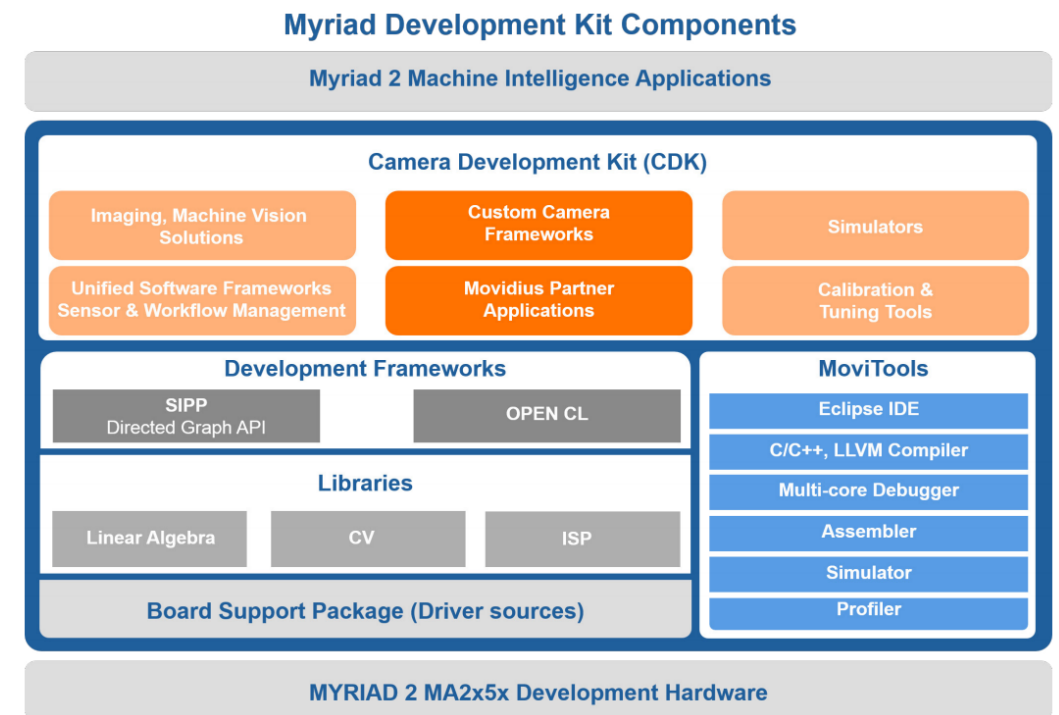 Myriad Development Kit Components
Myriad 2 Machine Intelligence Applications
Camera Development Kit (CDK)
Imaging, Machine Vision
Solutions
Custom Camera
Frameworks
Simulators
Unified Software Frameworks
Sensor & Workflow Management
Movidius Partner
Applications
Calibration &
Tuning Tools
Development Frameworks
SIPP
Directed Graph API
OPEN CL
Libraries
Linear Algebra
CV
ISP
Board Support Package (Driver sources)
MoviTools
Eclipse IDE
C/C++, LLVM Compiler
Multi-core Debugger
Assembler
Simulator
Profiler
MYRIAD 2 MA2x5x Development Hardware